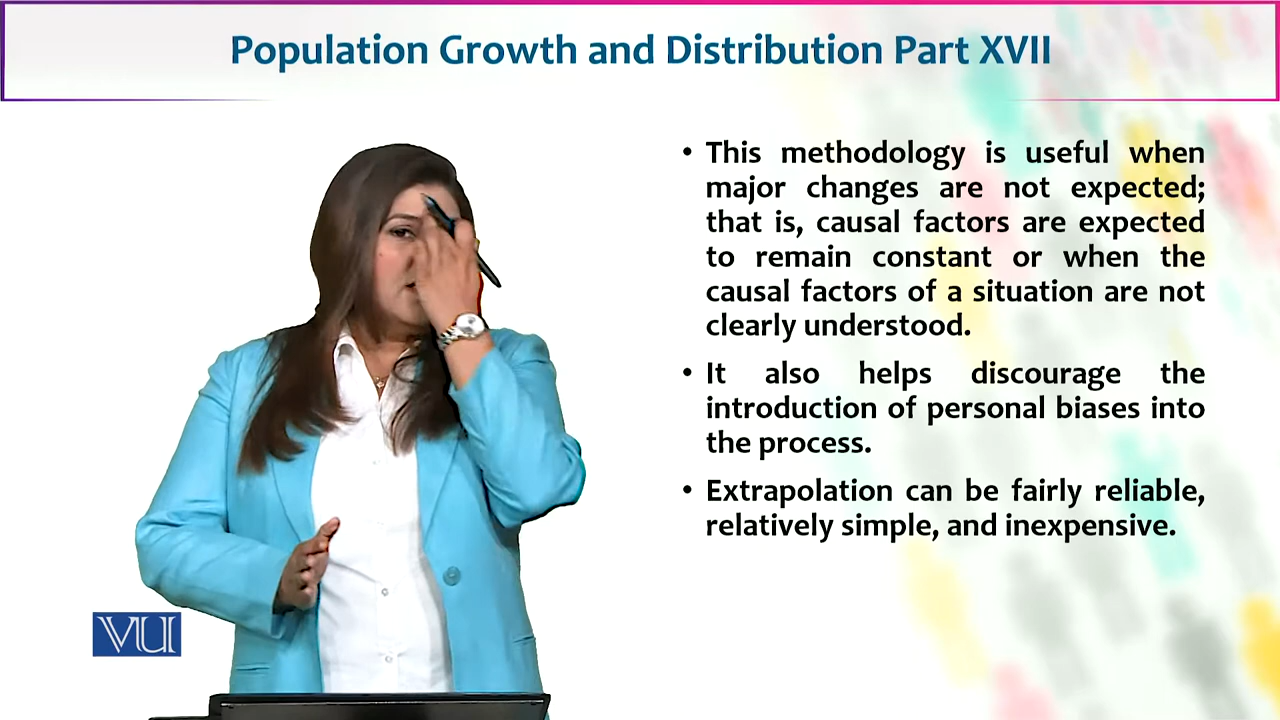 Population Growth and Distribution Part XVII
• This methodology is useful when
major changes are not expected;
that is, causal factors are expected
to remain constant or when the
causal factors of a situation are not
clearly understood.
• It also helps discourage the
introduction of personal biases into
the process.
• Extrapolation can be fairly reliable,
relatively simple, and inexpensive.
VU